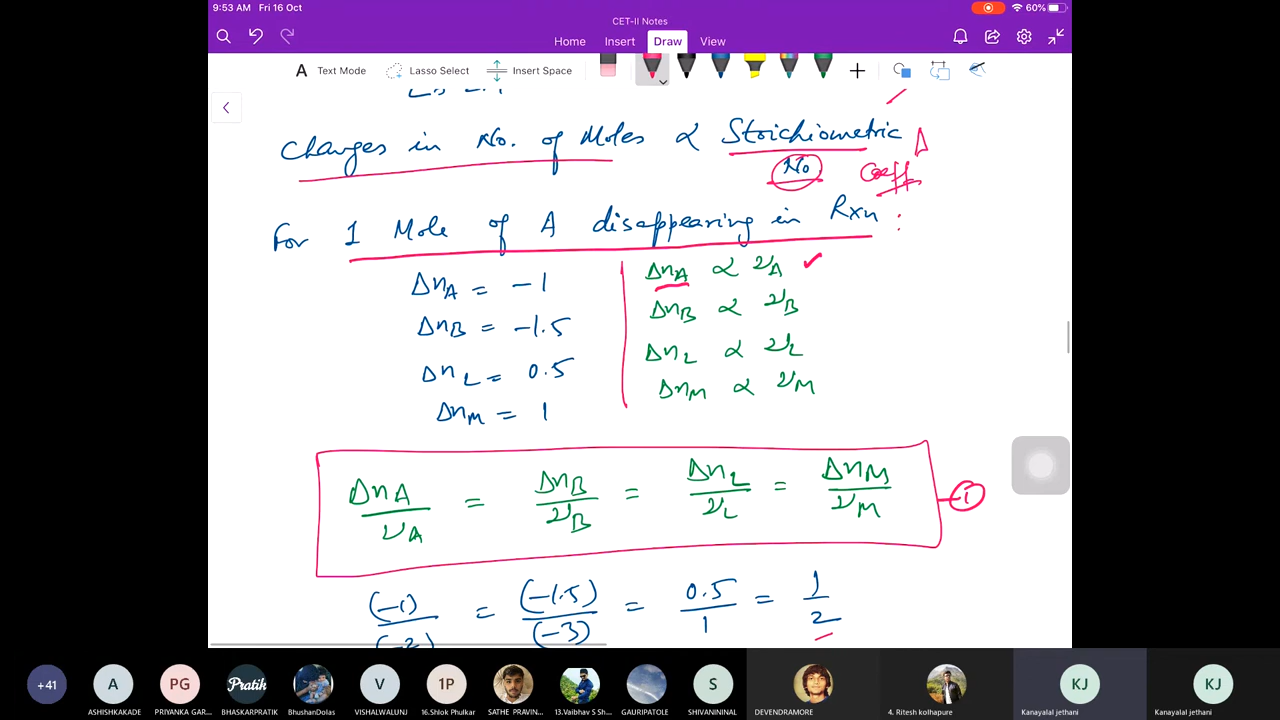 9:53 AM Fri 16 Oct 60%
CET-II Notes
Home Insert Draw View
A Text Mode Lasso Select Insert Space
Changes in No. of Moles ∝ Stoichiometric
No Coeff
For 1 Mole of A disappearing in Rxn :
ΔnA = -1 ΔnA ∝ νA ✓
ΔnB = -1.5 ΔnB ∝ νB
ΔnL = 0.5 ΔnL ∝ νL
ΔnM = 1 ΔnM ∝ νM
ΔnA/νA = ΔnB/νB = ΔnL/νL = ΔnM/νM — i
(-1)/(-2) = (-1.5)/(-3) = 0.5/1 = 1/2
+41 A PG Pratik V 1P S KJ KJ
ASHISHKAKADE PRIYANKA GAR... BHASKARPRATIK BhushanDolas VISHALWALUNJ 16.Shlok Phulkar SATHE PRAVIN... 13.Vaibhav S Sh... GAURIPATOLE SHIVANINIAL DEVENDRAMORE 4. Ritesh kolhapure Kanayalal jethani Kanayalal jethani